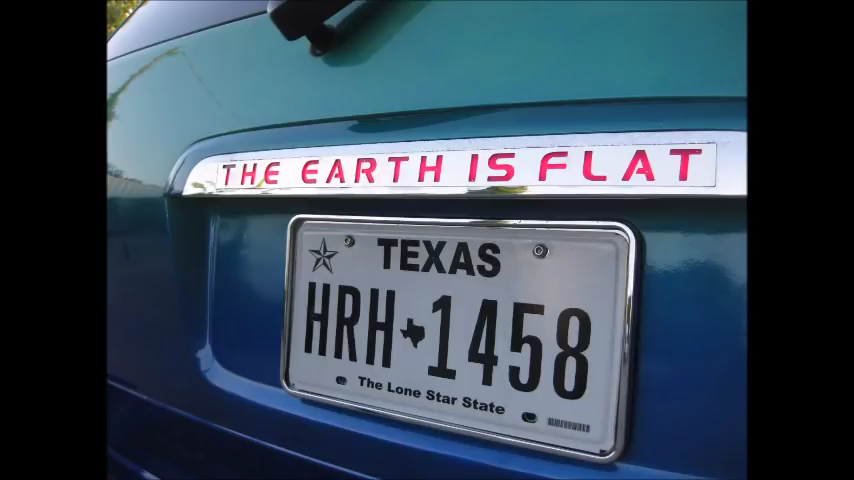 THE EARTH IS FLAT
TEXAS
HRH 1458
The Lone Star State